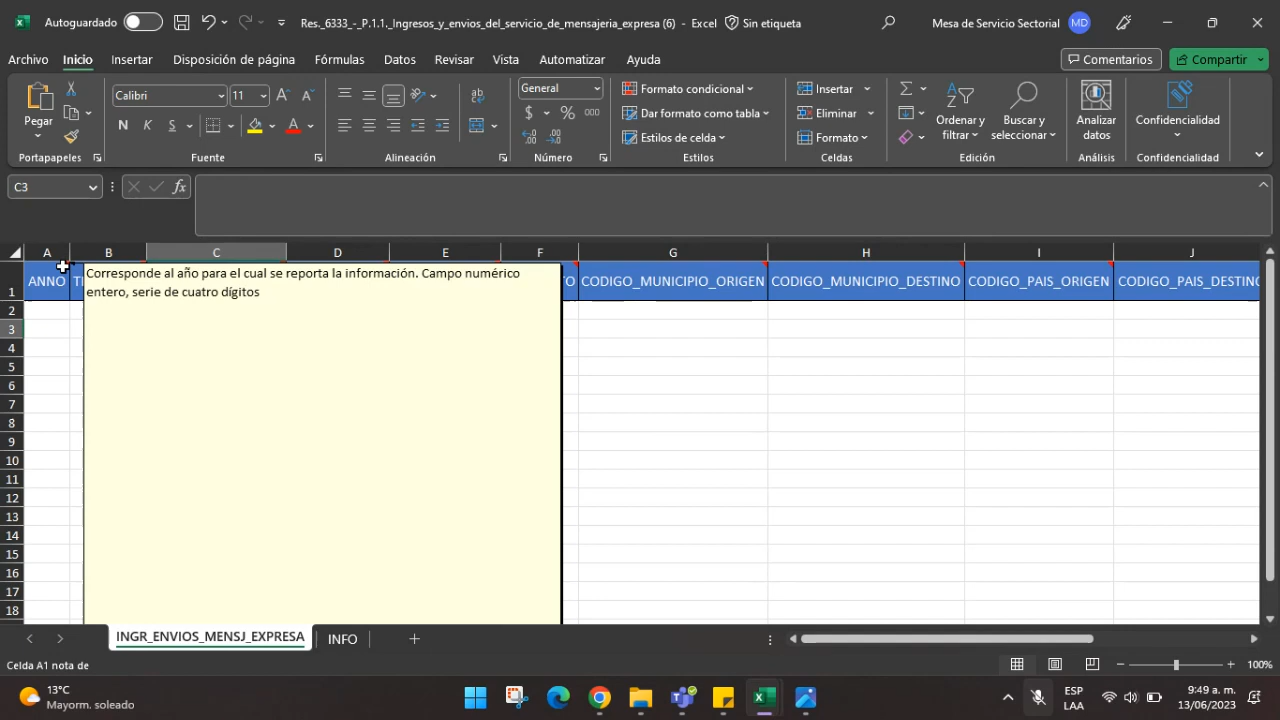 Autoguardado
Res._6333_-_P.1.1._Ingresos_y_envios_del_servicio_de_mensajeria_expresa (6) - Excel
Sin etiqueta
Mesa de Servicio Sectorial
MD
Archivo
Inicio
Insertar
Disposición de página
Fórmulas
Datos
Revisar
Vista
Automatizar
Ayuda
Comentarios
Compartir
Pegar
Calibri
11
N
K
S
General
$ % 000
Formato condicional
Dar formato como tabla
Estilos de celda
Insertar
Eliminar
Formato
Ordenar y filtrar
Buscar y seleccionar
Analizar datos
Confidencialidad
Portapapeles
Fuente
Alineación
Número
Estilos
Celdas
Edición
Análisis
Confidencialidad
C3
fx
A B C D E F G H I J
1 ANNO CODIGO_MUNICIPIO_ORIGEN CODIGO_MUNICIPIO_DESTINO CODIGO_PAIS_ORIGEN CODIGO_PAIS_DESTINO
Corresponde al año para el cual se reporta la información. Campo numérico
entero, serie de cuatro dígitos
2
3
4
5
6
7
8
9
10
11
12
13
14
15
16
17
18
INGR_ENVIOS_MENSJ_EXPRESA
INFO
Celda A1 nota de
100%
13°C
Mayorm. soleado
ESP
LAA
9:49 a. m.
13/06/2023